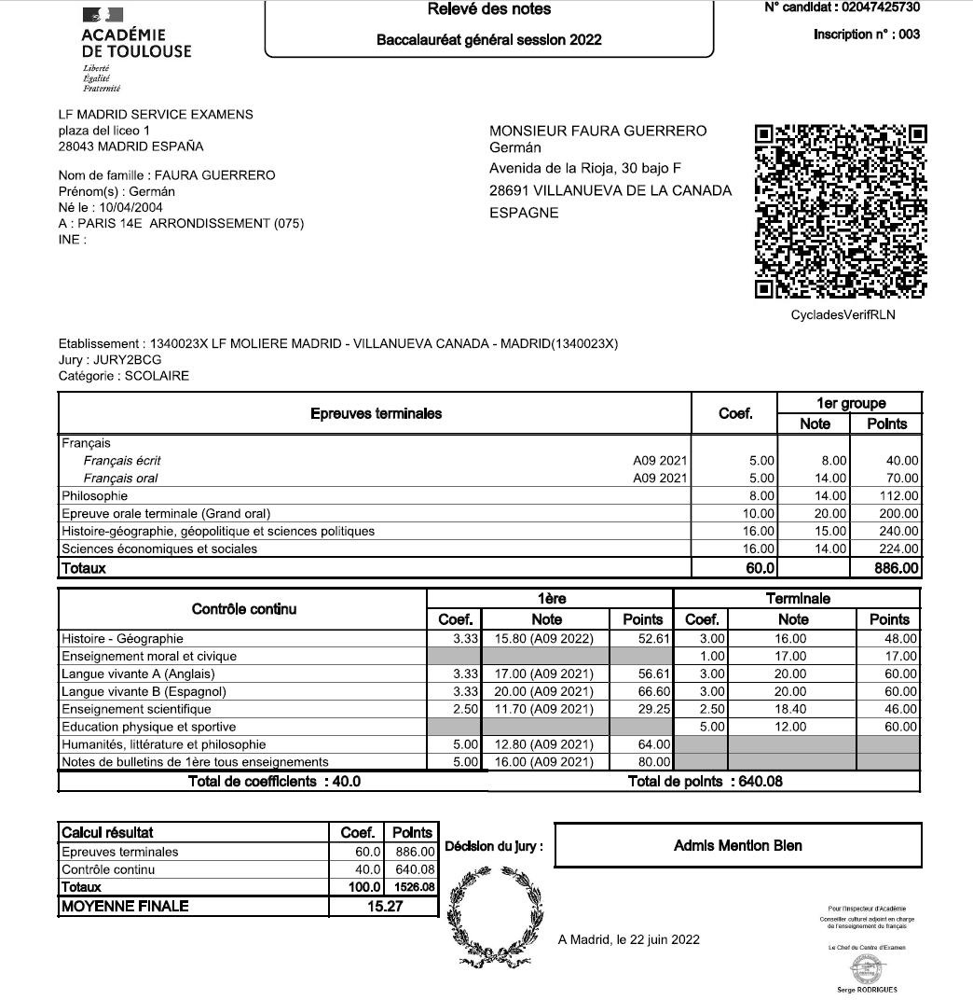 Relevé des notes
Baccalauréat général session 2022
N° candidat : 02047425730
Inscription n° : 003
ACADÉMIE
DE TOULOUSE
Liberté
Égalité
Fraternité
LF MADRID SERVICE EXAMENS
plaza del liceo 1
28043 MADRID ESPAÑA
Nom de famille : FAURA GUERRERO
Prénom(s) : Germán
Né le : 10/04/2004
A : PARIS 14E ARRONDISSEMENT (075)
INE :
MONSIEUR FAURA GUERRERO
Germán
Avenida de la Rioja, 30 bajo F
28691 VILLANUEVA DE LA CANADA
ESPAGNE
CycladesVerifRLN
Etablissement : 1340023X LF MOLIERE MADRID - VILLANUEVA CANADA - MADRID(1340023X)
Jury : JURY2BCG
Catégorie : SCOLAIRE
Epreuves terminales Coef. 1er groupe
Note Points
Français
Français écrit A09 2021 5.00 8.00 40.00
Français oral A09 2021 5.00 14.00 70.00
Philosophie 8.00 14.00 112.00
Epreuve orale terminale (Grand oral) 10.00 20.00 200.00
Histoire-géographie, géopolitique et sciences politiques 16.00 15.00 240.00
Sciences économiques et sociales 16.00 14.00 224.00
Totaux 60.0 886.00
Contrôle continu 1ère Terminale
Coef. Note Points Coef. Note Points
Histoire - Géographie 3.33 15.80 (A09 2022) 52.61 3.00 16.00 48.00
Enseignement moral et civique 1.00 17.00 17.00
Langue vivante A (Anglais) 3.33 17.00 (A09 2021) 56.61 3.00 20.00 60.00
Langue vivante B (Espagnol) 3.33 20.00 (A09 2021) 66.60 3.00 20.00 60.00
Enseignement scientifique 2.50 11.70 (A09 2021) 29.25 2.50 18.40 46.00
Education physique et sportive 5.00 12.00 60.00
Humanités, littérature et philosophie 5.00 12.80 (A09 2021) 64.00
Notes de bulletins de 1ère tous enseignements 5.00 16.00 (A09 2021) 80.00
Total de coefficients : 40.0 Total de points : 640.08
Calcul résultat Coef. Points
Epreuves terminales 60.0 886.00
Contrôle continu 40.0 640.08
Totaux 100.0 1526.08
MOYENNE FINALE 15.27
Décision du jury :
Admis Mention Bien
A Madrid, le 22 juin 2022
Pour l'Inspecteur d'Académie
Conseiller culturel adjoint en charge
de l'enseignement du français
Le Chef du Centre d'Examen
Serge RODRIGUES